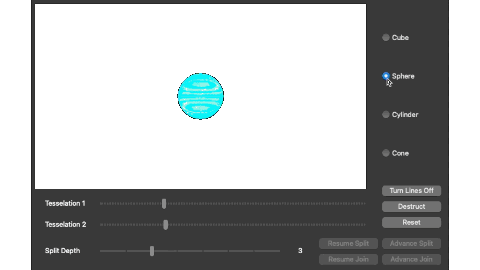 Cube
Sphere
Cylinder
Cone
Turn Lines Off
Tesselation 1
Destruct
Tesselation 2
Reset
Split Depth
3
Resume Split
Advance Split
Resume Join
Advance Join